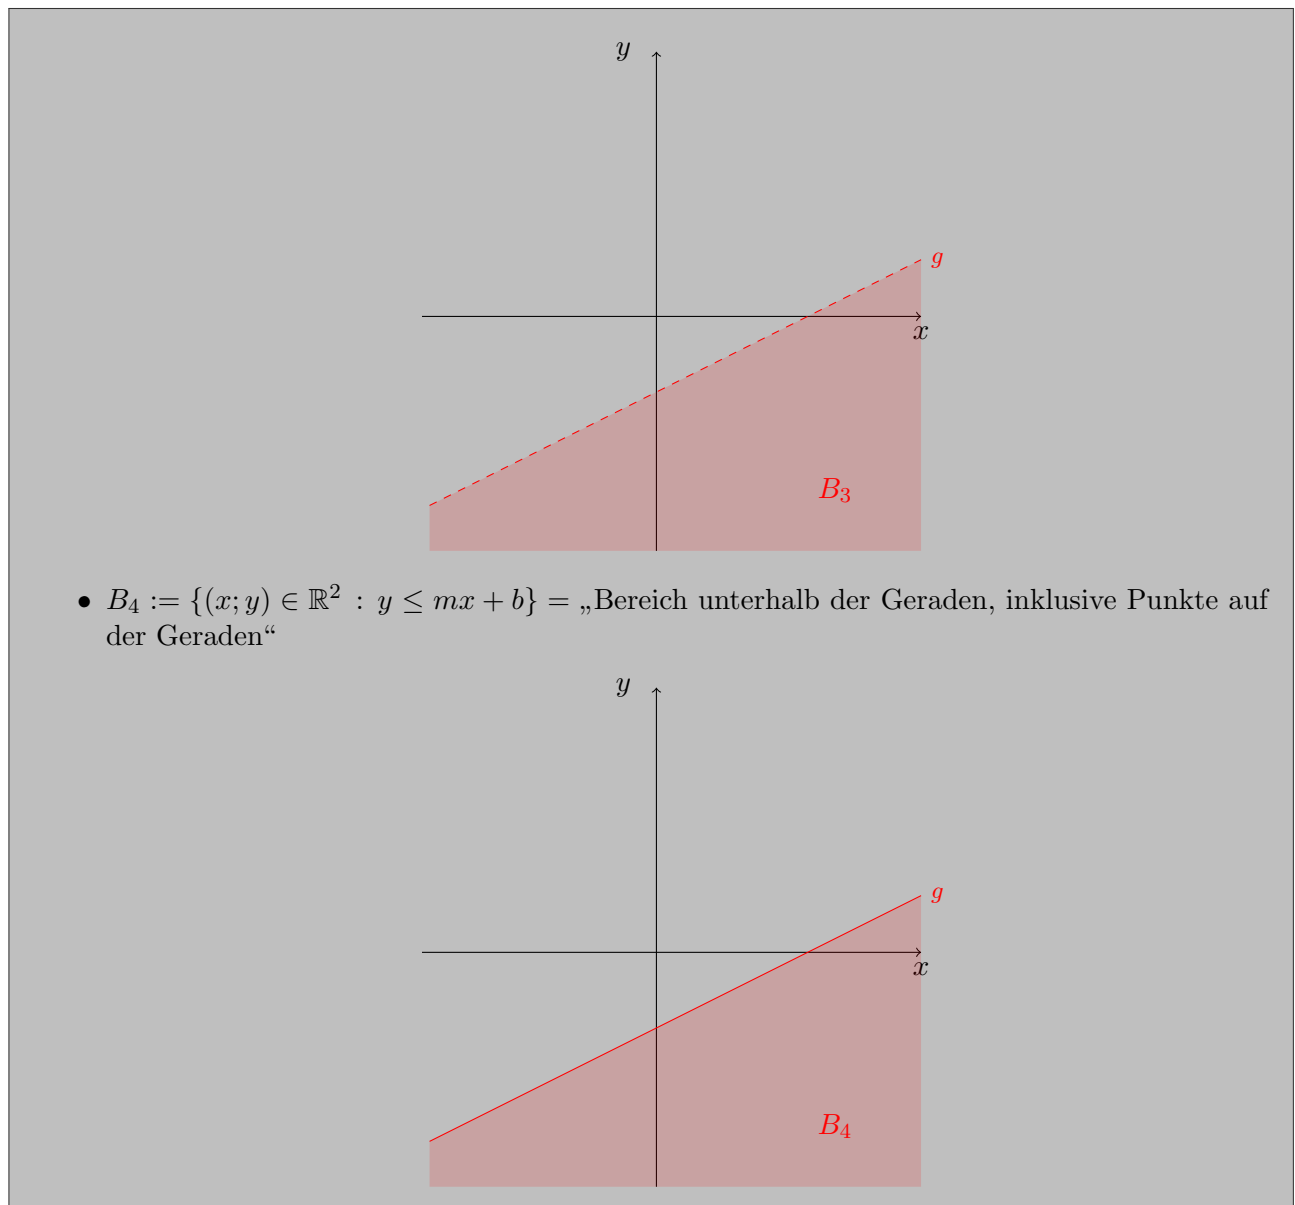 y
g
x
B₃
• B₄ := {(x; y) ∈ ℝ² : y ≤ mx + b} = „Bereich unterhalb der Geraden, inklusive Punkte auf
der Geraden“
y
g
x
B₄